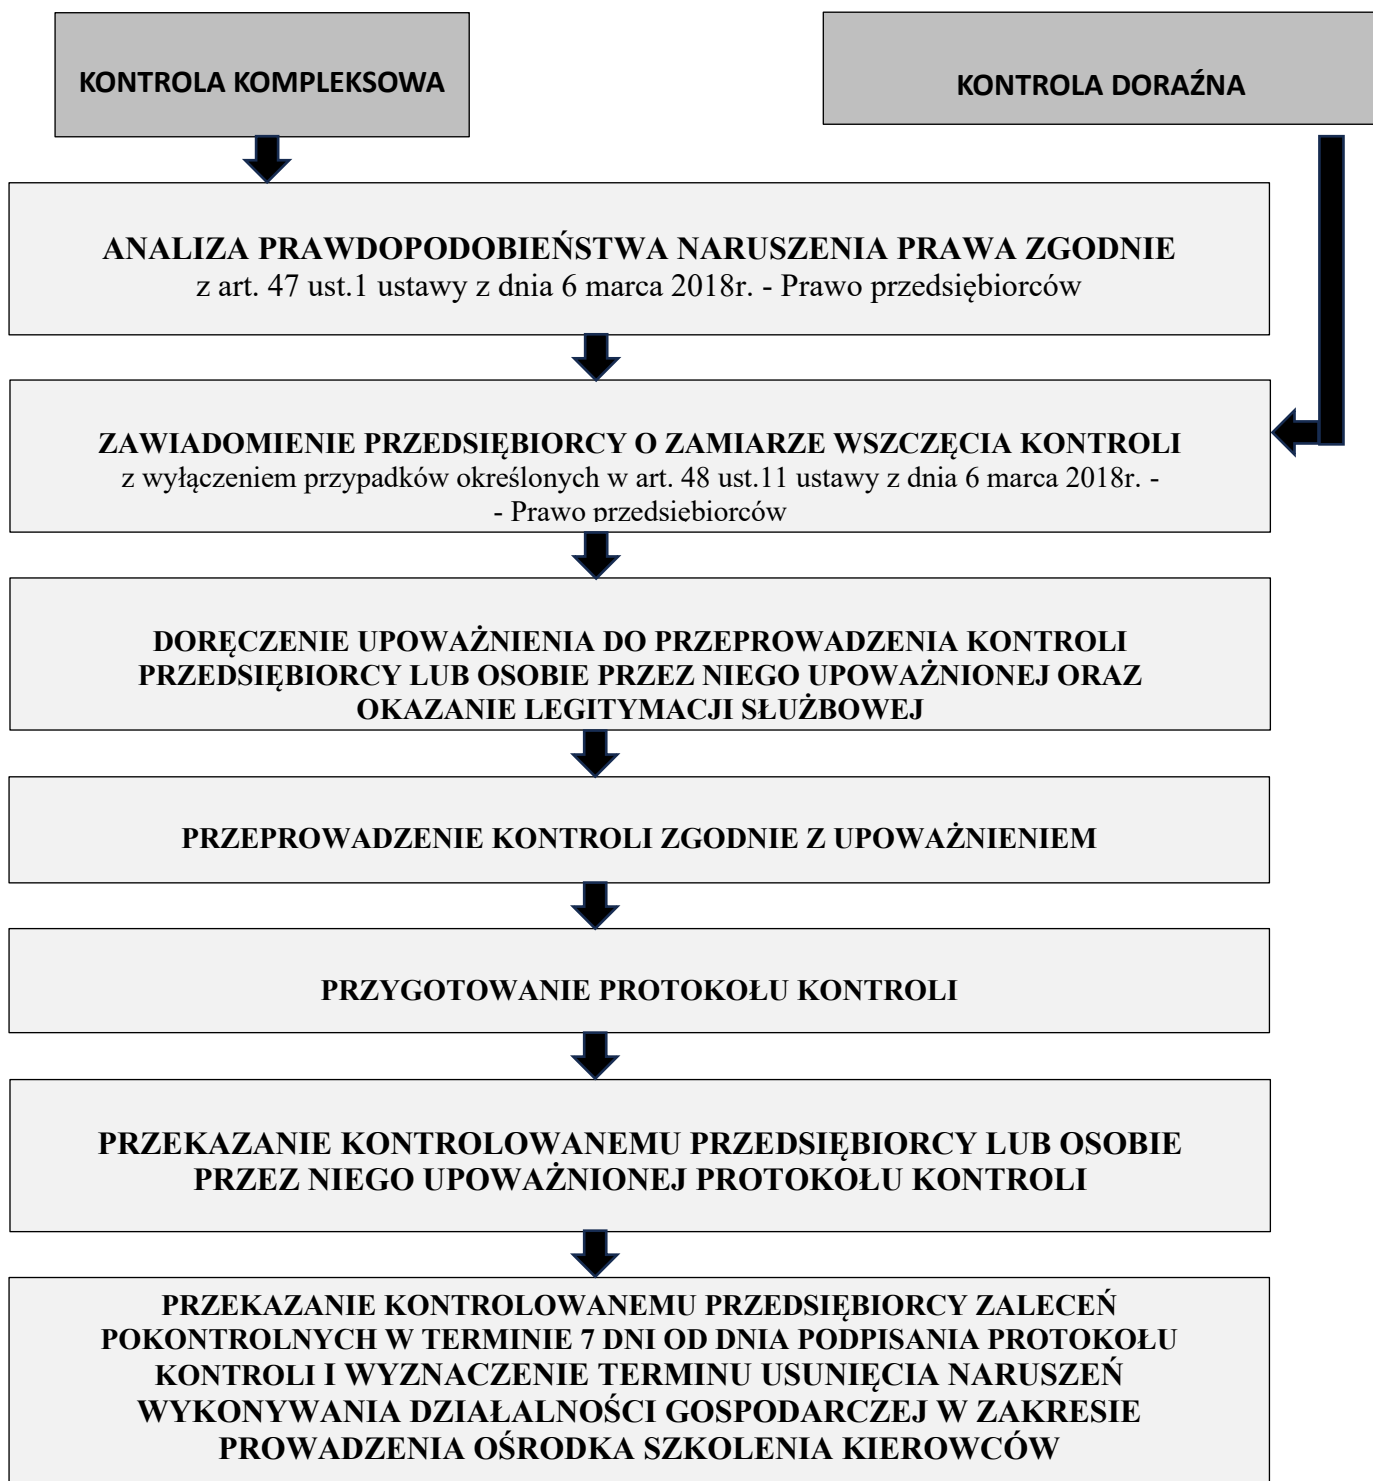 KONTROLA KOMPLEKSOWA
KONTROLA DORAŹNA
ANALIZA PRAWDOPODOBIEŃSTWA NARUSZENIA PRAWA ZGODNIE
z art. 47 ust.1 ustawy z dnia 6 marca 2018r. - Prawo przedsiębiorców
ZAWIADOMIENIE PRZEDSIĘBIORCY O ZAMIARZE WSZCZĘCIA KONTROLI
z wyłączeniem przypadków określonych w art. 48 ust.11 ustawy z dnia 6 marca 2018r. -
- Prawo przedsiębiorców
DORĘCZENIE UPOWAŻNIENIA DO PRZEPROWADZENIA KONTROLI
PRZEDSIĘBIORCY LUB OSOBIE PRZEZ NIEGO UPOWAŻNIONEJ ORAZ
OKAZANIE LEGITYMACJI SŁUŻBOWEJ
PRZEPROWADZENIE KONTROLI ZGODNIE Z UPOWAŻNIENIEM
PRZYGOTOWANIE PROTOKOŁU KONTROLI
PRZEKAZANIE KONTROLOWANEMU PRZEDSIĘBIORCY LUB OSOBIE
PRZEZ NIEGO UPOWAŻNIONEJ PROTOKOŁU KONTROLI
PRZEKAZANIE KONTROLOWANEMU PRZEDSIĘBIORCY ZALECEŃ
POKONTROLNYCH W TERMINIE 7 DNI OD DNIA PODPISANIA PROTOKOŁU
KONTROLI I WYZNACZENIE TERMINU USUNIĘCIA NARUSZEŃ
WYKONYWANIA DZIAŁALNOŚCI GOSPODARCZEJ W ZAKRESIE
PROWADZENIA OŚRODKA SZKOLENIA KIEROWCÓW